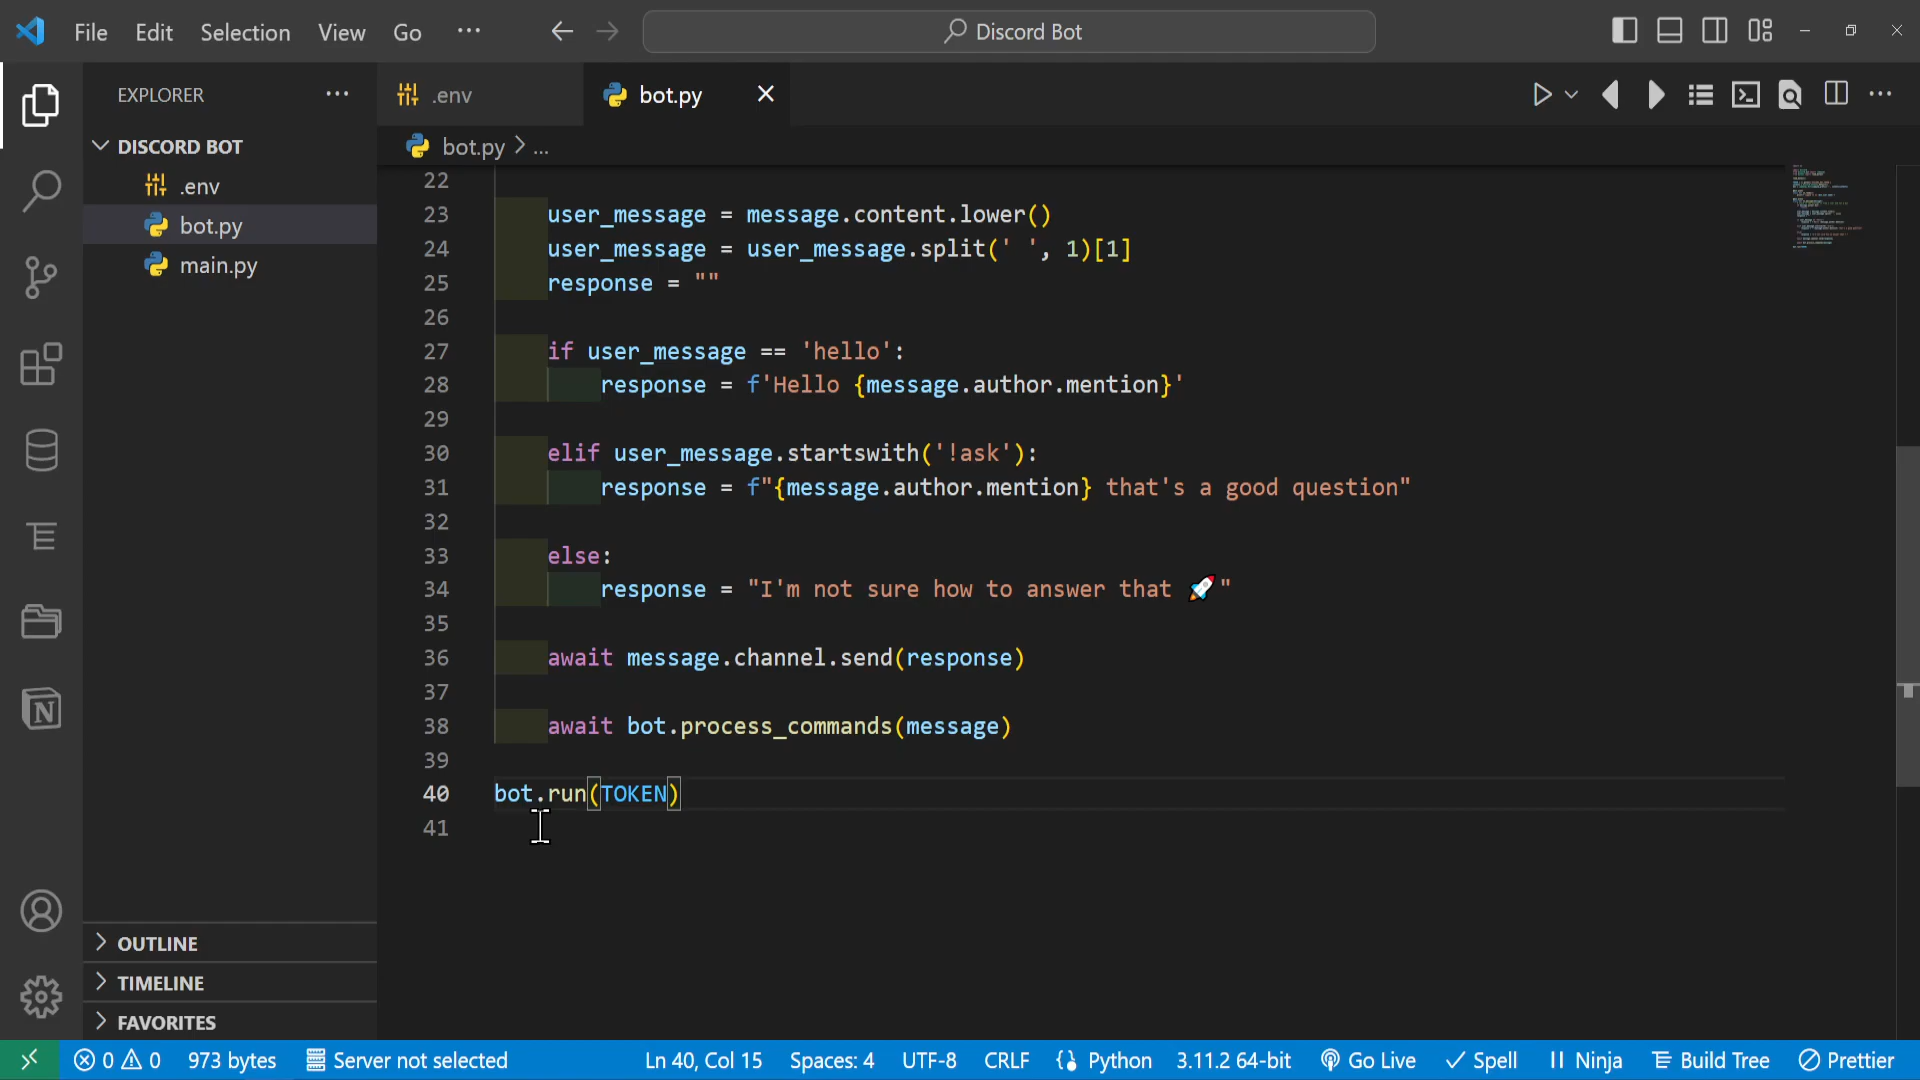 File Edit Selection View Go ··· Discord Bot
EXPLORER ···
.env
bot.py
bot.py > ...
DISCORD BOT
.env
bot.py
main.py
22
23 user_message = message.content.lower()
24 user_message = user_message.split(' ', 1)[1]
25 response = ""
26
27 if user_message == 'hello':
28 response = f'Hello {message.author.mention}'
29
30 elif user_message.startswith('!ask'):
31 response = f"{message.author.mention} that's a good question"
32
33 else:
34 response = "I'm not sure how to answer that 🚀"
35
36 await message.channel.send(response)
37
38 await bot.process_commands(message)
39
40 bot.run(TOKEN)
41
OUTLINE
TIMELINE
FAVORITES
0 0 973 bytes Server not selected Ln 40, Col 15 Spaces: 4 UTF-8 CRLF Python 3.11.2 64-bit Go Live Spell Ninja Build Tree Prettier